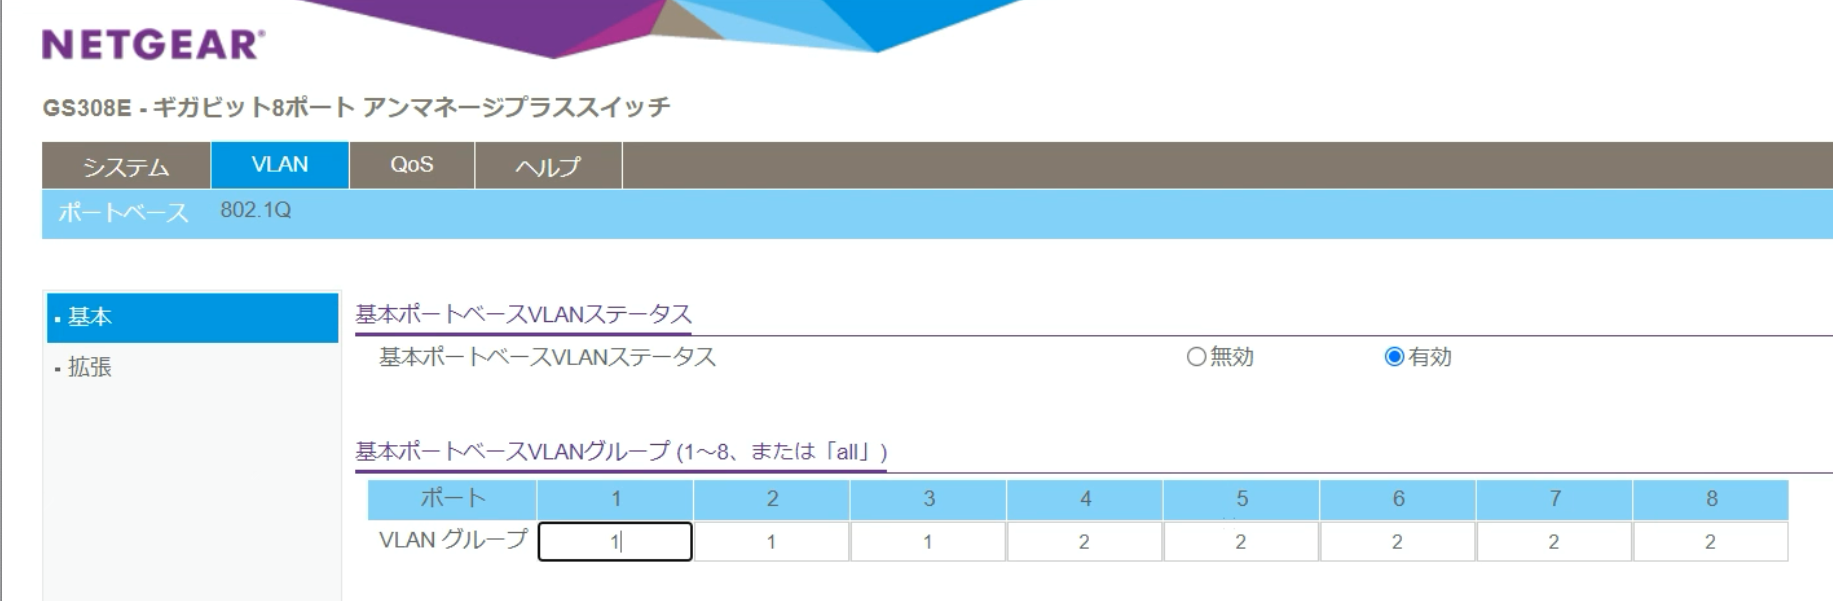 NETGEAR®
GS308E - ギガビット8ポート アンマネージプラススイッチ
システム VLAN QoS ヘルプ
ポートベース 802.1Q
基本
拡張
基本ポートベースVLANステータス
基本ポートベースVLANステータス 無効 有効
基本ポートベースVLANグループ (1～8、または「all」)
ポート 1 2 3 4 5 6 7 8
VLAN グループ 1 1 1 2 2 2 2 2